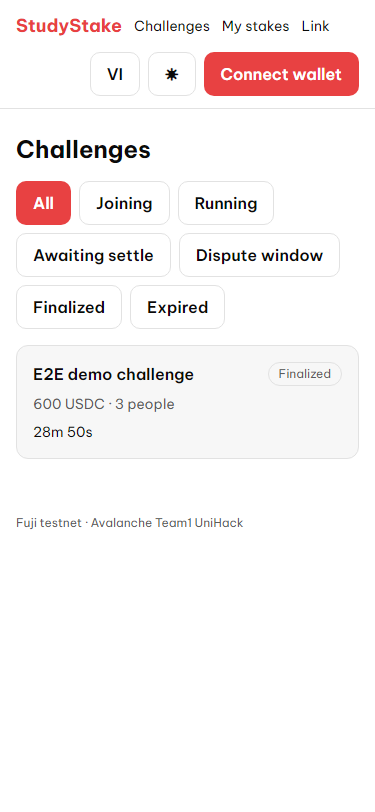 StudyStake Challenges My stakes Link
VI ☀ Connect wallet
Challenges
All Joining Running
Awaiting settle Dispute window
Finalized Expired
E2E demo challenge Finalized
600 USDC · 3 people
28m 50s
Fuji testnet · Avalanche Team1 UniHack